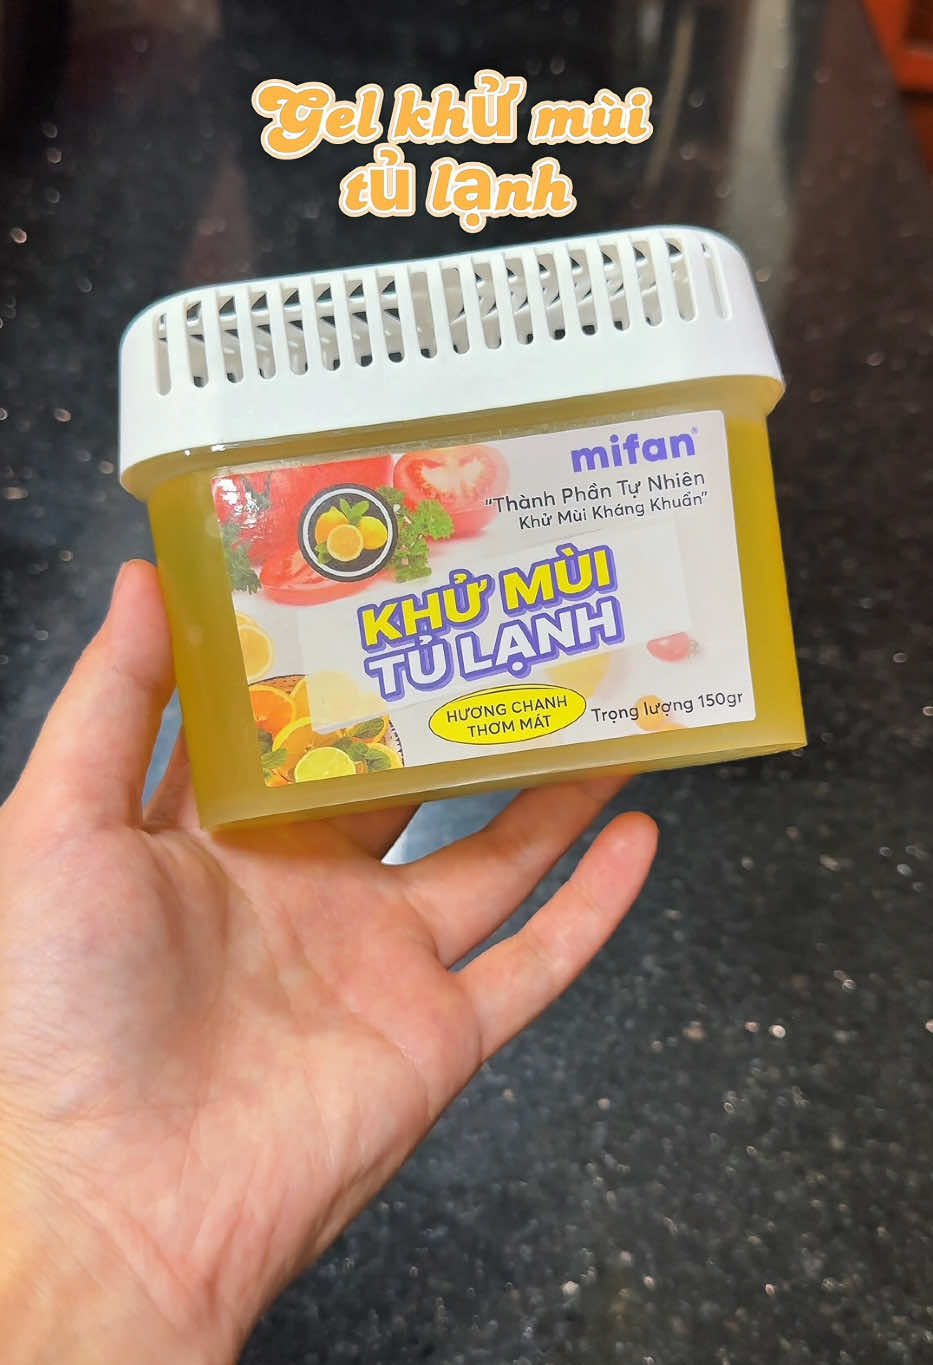 Gel khử mùi
tủ lạnh
mifan®
"Thành Phần Tự Nhiên
Khử Mùi Kháng Khuẩn"
KHỬ MÙI
TỦ LẠNH
HƯƠNG CHANH
THƠM MÁT
Trọng lượng 150gr